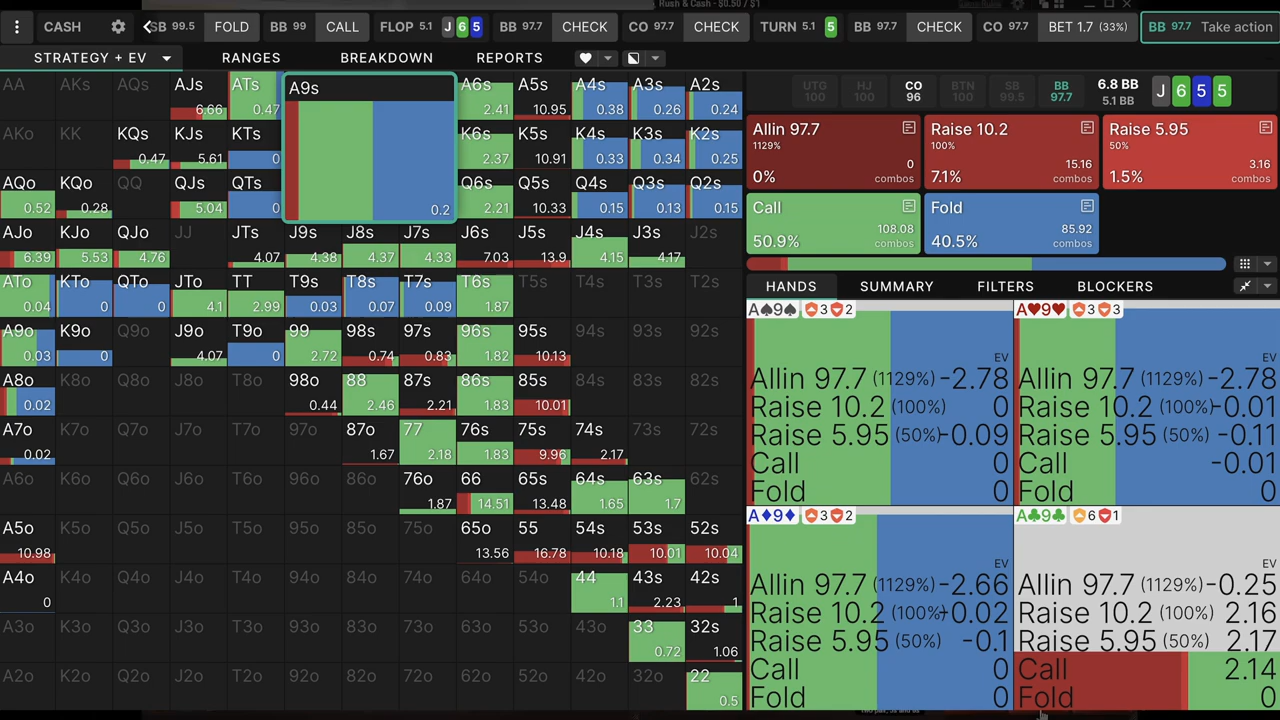 Rush & Cash - $0.50 / $1
CASH SB 99.5 FOLD BB 99 CALL FLOP 5.1 J 6 5 BB 97.7 CHECK CO 97.7 CHECK TURN 5.1 5 BB 97.7 CHECK CO 97.7 BET 1.7 (33%) BB 97.7 Take action
STRATEGY + EV RANGES BREAKDOWN REPORTS
AA AKs AQs AJs 6.66 ATs 0.47 A9s 0.2 A6s 2.41 A5s 10.95 A4s 0.38 A3s 0.26 A2s 0.24
AKo KK KQs 0.47 KJs 5.61 KTs 0 K6s 2.37 K5s 10.91 K4s 0.33 K3s 0.34 K2s 0.25
AQo 0.52 KQo 0.28 QQ QJs 5.04 QTs 0 Q6s 2.21 Q5s 10.33 Q4s 0.15 Q3s 0.13 Q2s 0.15
AJo 6.39 KJo 5.53 QJo 4.76 JJ JTs 4.07 J9s 4.38 J8s 4.37 J7s 4.33 J6s 7.03 J5s 13.9 J4s 4.15 J3s 4.17 J2s
ATo 0.04 KTo 0 QTo 0 JTo 4.1 TT 2.99 T9s 0.03 T8s 0.07 T7s 0.09 T6s 1.87 T5s T4s T3s T2s
A9o 0.03 K9o 0 Q9o J9o 4.07 T9o 0 99 2.72 98s 0.74 97s 0.83 96s 1.82 95s 10.13 94s 93s 92s
A8o 0.02 K8o Q8o J8o T8o 98o 0.44 88 2.46 87s 2.21 86s 1.83 85s 10.01 84s 83s 82s
A7o 0.02 K7o Q7o J7o T7o 97o 87o 1.67 77 2.18 76s 1.83 75s 9.96 74s 2.17 73s 72s
A6o K6o Q6o J6o T6o 96o 86o 76o 1.87 66 14.51 65s 13.48 64s 1.65 63s 1.7 62s
A5o 10.98 K5o Q5o J5o T5o 95o 85o 75o 65o 13.56 55 16.78 54s 10.18 53s 10.01 52s 10.04
A4o 0 K4o Q4o J4o T4o 94o 84o 74o 64o 54o 44 1.1 43s 2.23 42s 1
A3o K3o Q3o J3o T3o 93o 83o 73o 63o 53o 43o 33 0.72 32s 1.06
A2o K2o Q2o J2o T2o 92o 82o 72o 62o 52o 42o 32o 22 0.5
UTG 100 HJ 100 CO 96 BTN 100 SB 99.5 BB 97.7 6.8 BB 5.1 BB J 6 5 5
Allin 97.7 1129% 0% 0 combos
Raise 10.2 100% 7.1% 15.16 combos
Raise 5.95 50% 1.5% 3.16 combos
Call 50.9% 108.08 combos
Fold 40.5% 85.92 combos
HANDS SUMMARY FILTERS BLOCKERS
A♠9♠ 3 2
EV
Allin 97.7 (1129%) -2.78
Raise 10.2 (100%) 0
Raise 5.95 (50%) -0.09
Call 0
Fold 0
A♥9♥ 3 3
EV
Allin 97.7 (1129%) -2.78
Raise 10.2 (100%) -0.01
Raise 5.95 (50%) -0.11
Call -0.01
Fold 0
A♦9♦ 3 2
EV
Allin 97.7 (1129%) -2.66
Raise 10.2 (100%) +0.02
Raise 5.95 (50%) -0.1
Call 0
Fold 0
A♣9♣ 6 1
EV
Allin 97.7 (1129%) -0.25
Raise 10.2 (100%) 2.16
Raise 5.95 (50%) 2.17
Call 2.14
Fold 0